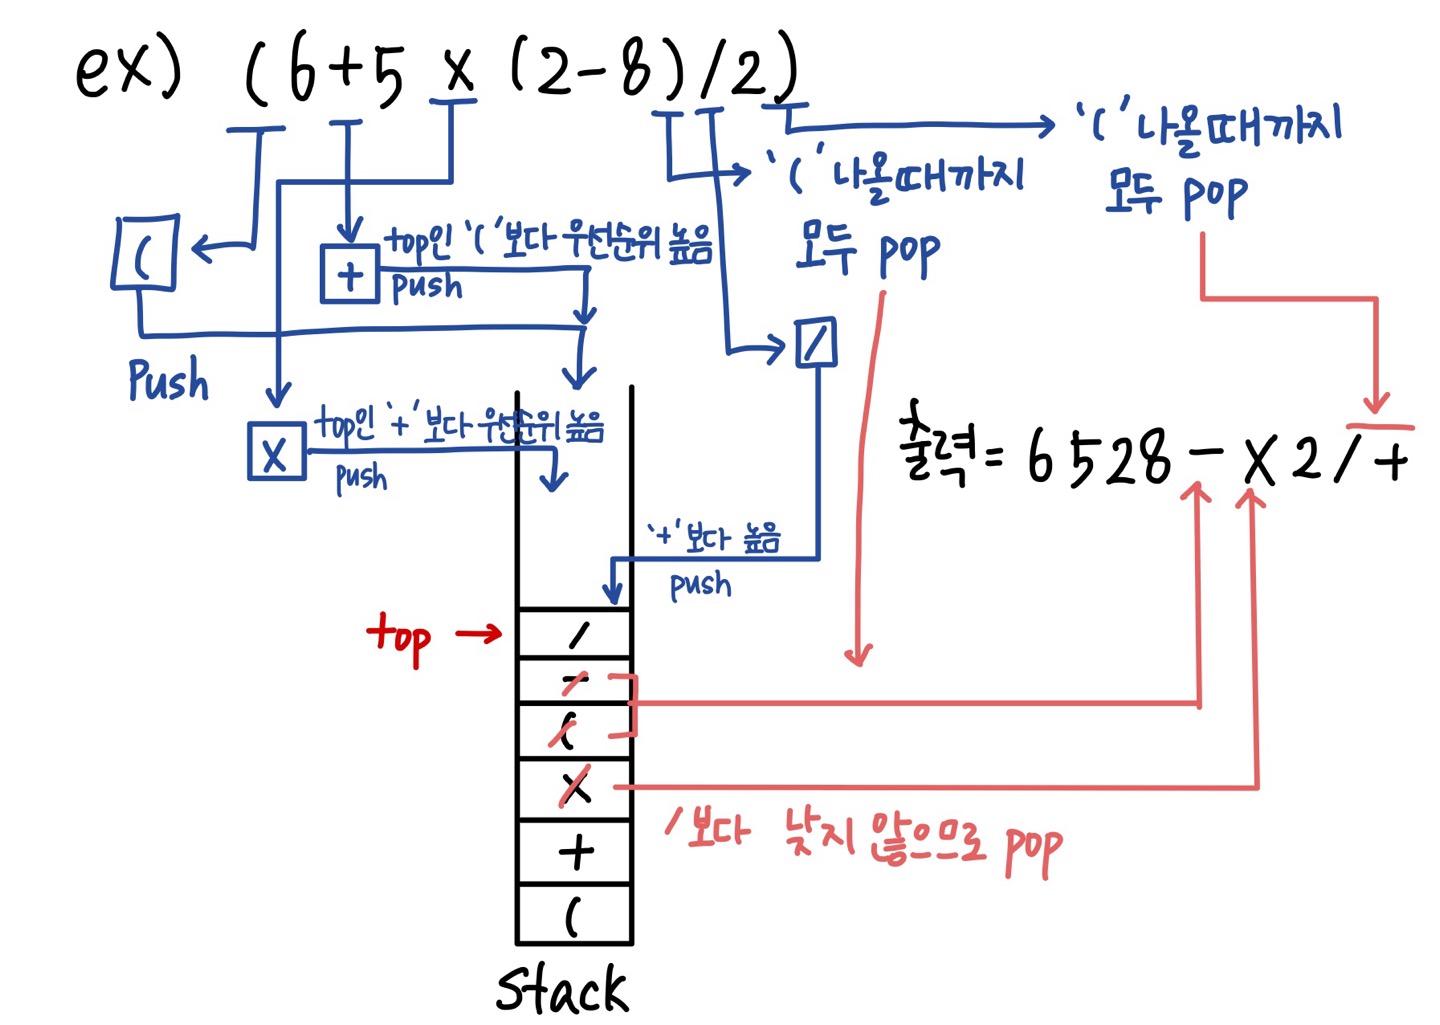 ex) (6+5 x (2-8)/2)
'(' 나올때까지
모두 pop
'(' 나올때까지
모두 pop
(
+
top인 '(' 보다 우선순위 높음
push
Push
/
x
top인 '+' 보다 우선순위 높음
push
출력= 6 5 2 8 - x 2 / +
'+' 보다 높음
push
top →
/
-
(
x
+
(
/보다 낮지 않으므로 pop
Stack